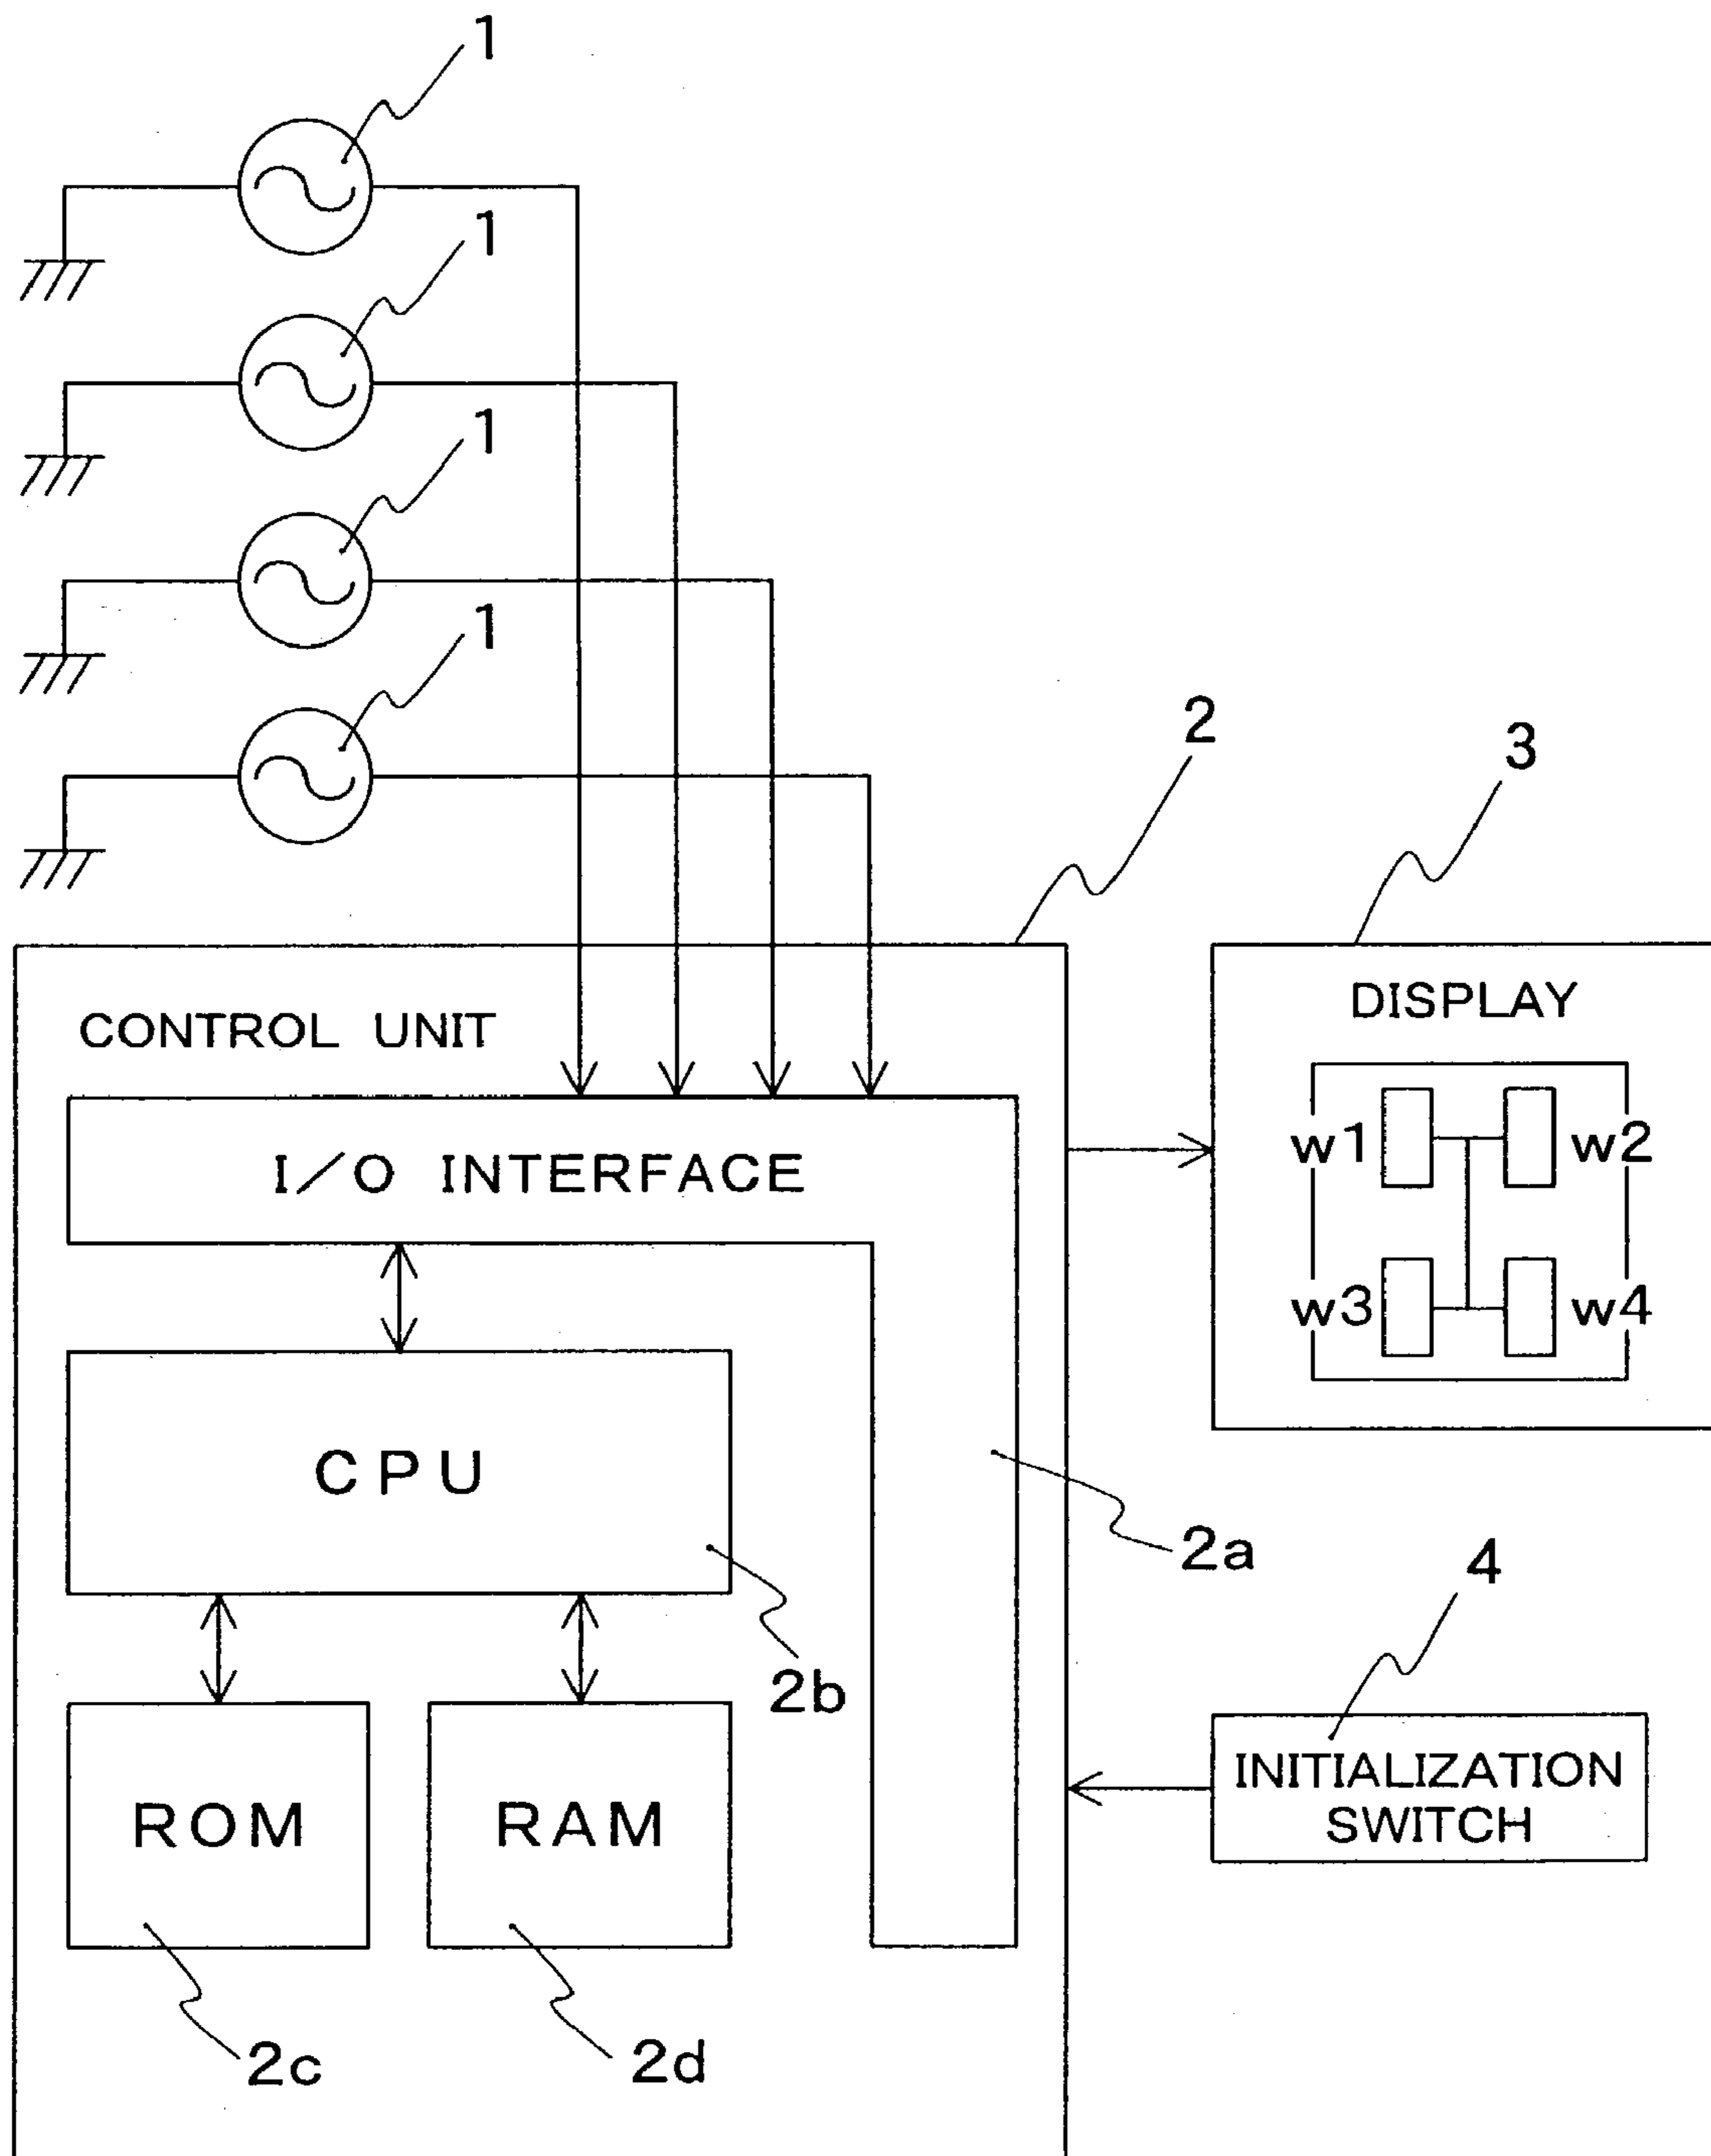 1
1
1
1
2
3
CONTROL UNIT
DISPLAY
I/O INTERFACE
w1
w2
w3
w4
CPU
2a
2b
4
INITIALIZATION
SWITCH
ROM
RAM
2c
2d